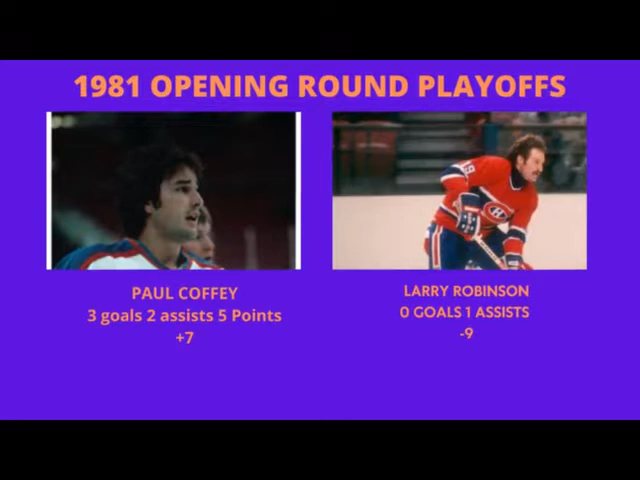 1981 OPENING ROUND PLAYOFFS
PAUL COFFEY
3 goals 2 assists 5 Points
+7
LARRY ROBINSON
0 GOALS 1 ASSISTS
-9